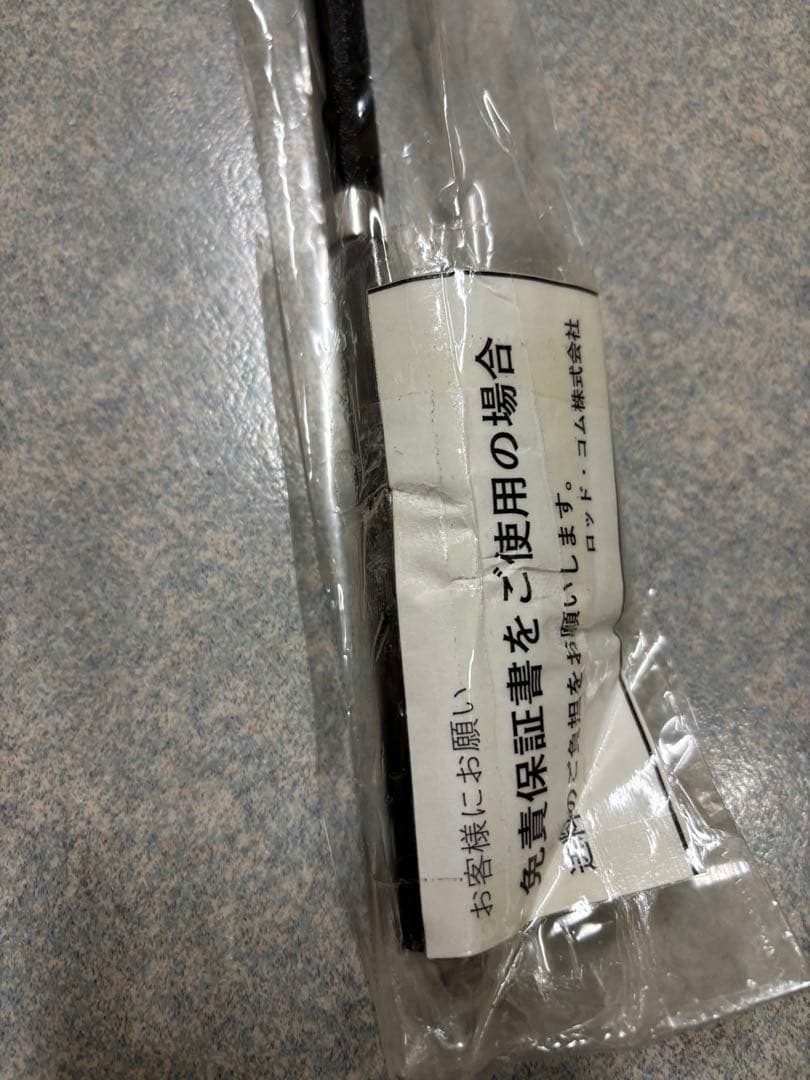 お客様にお願い
免責保証書をご使用の場合
送料のご負担をお願いします。
ロッド・コム株式会社